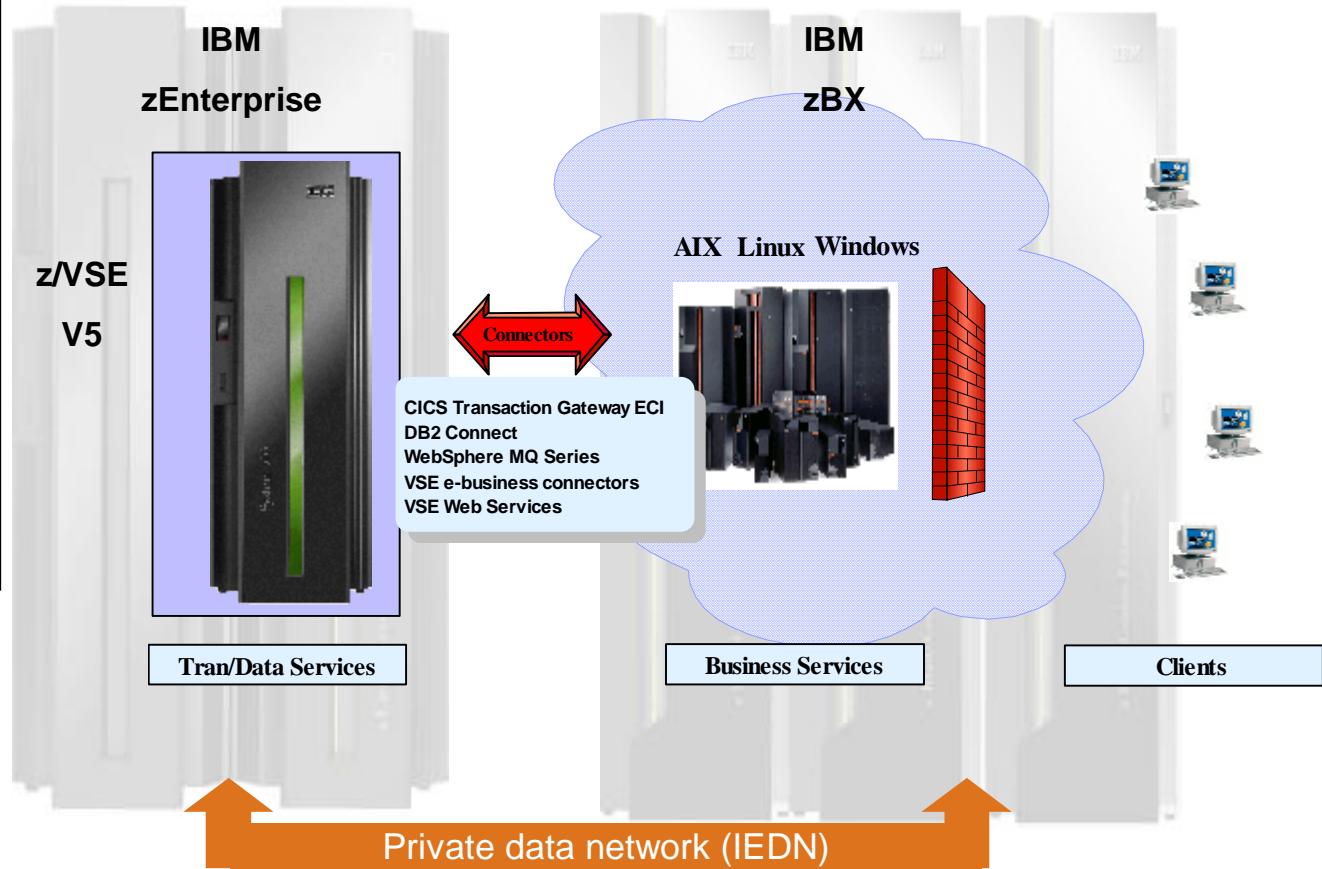 IBM
zEnterprise
IBM
zBX
z/VSE
V5
AIX Linux Windows
Connectors
CICS Transaction Gateway ECI
DB2 Connect
WebSphere MQ Series
VSE e-business connectors
VSE Web Services
Tran/Data Services
Business Services
Clients
Private data network (IEDN)